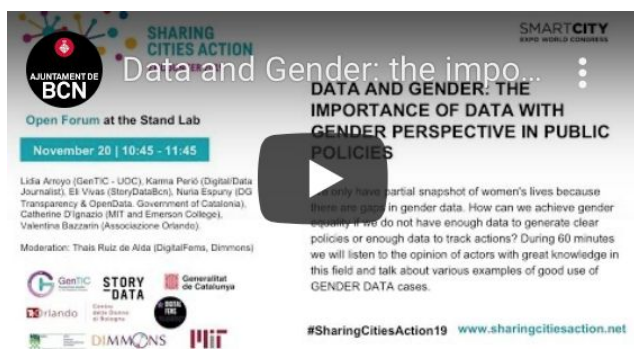 SHARING
CITIES ACTION
SMARTCITY
EXPO WORLD CONGRESS
AJUNTAMENT DE
BCN
Data and Gender: the impo...
Open Forum at the Stand Lab
November 20 | 10:45 - 11:45
Lidia Arroyo (GenTIC - UOC), Karma Peiró (Digital/Data
Journalist), Eli Vivas (StoryDataBcn), Nuria Espuny (DG
Transparency & OpenData. Government of Catalonia),
Catherine D'Ignazio (MIT and Emerson College),
Valentina Bazzarin (Associazione Orlando).
Moderation: Thais Ruiz de Alda (DigitalFems, Dimmons)
GenTIC
STORY
-DATA
Generalitat
de Catalunya
Orlando
Centro
delle Donne
di Bologna
DIGITAL
FEMS
DIMMONS
DATA AND GENDER: THE
IMPORTANCE OF DATA WITH
GENDER PERSPECTIVE IN PUBLIC
POLICIES
only have partial snapshot of women's lives because
there are gaps in gender data. How can we achieve gender
equality if we do not have enough data to generate clear
policies or enough data to track actions? During 60 minutes
we will listen to the opinion of actors with great knowledge in
this field and talk about various examples of good use of
GENDER DATA cases.
#SharingCitiesAction19 www.sharingcitiesaction.net